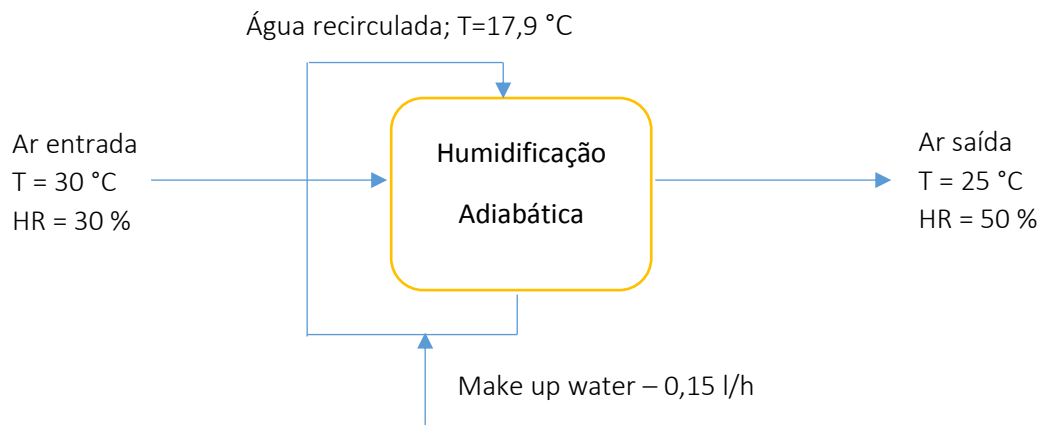 Água recirculada; T=17,9 °C
Ar entrada
T = 30 °C
HR = 30 %
Humidificação
Adiabática
Ar saída
T = 25 °C
HR = 50 %
Make up water – 0,15 l/h